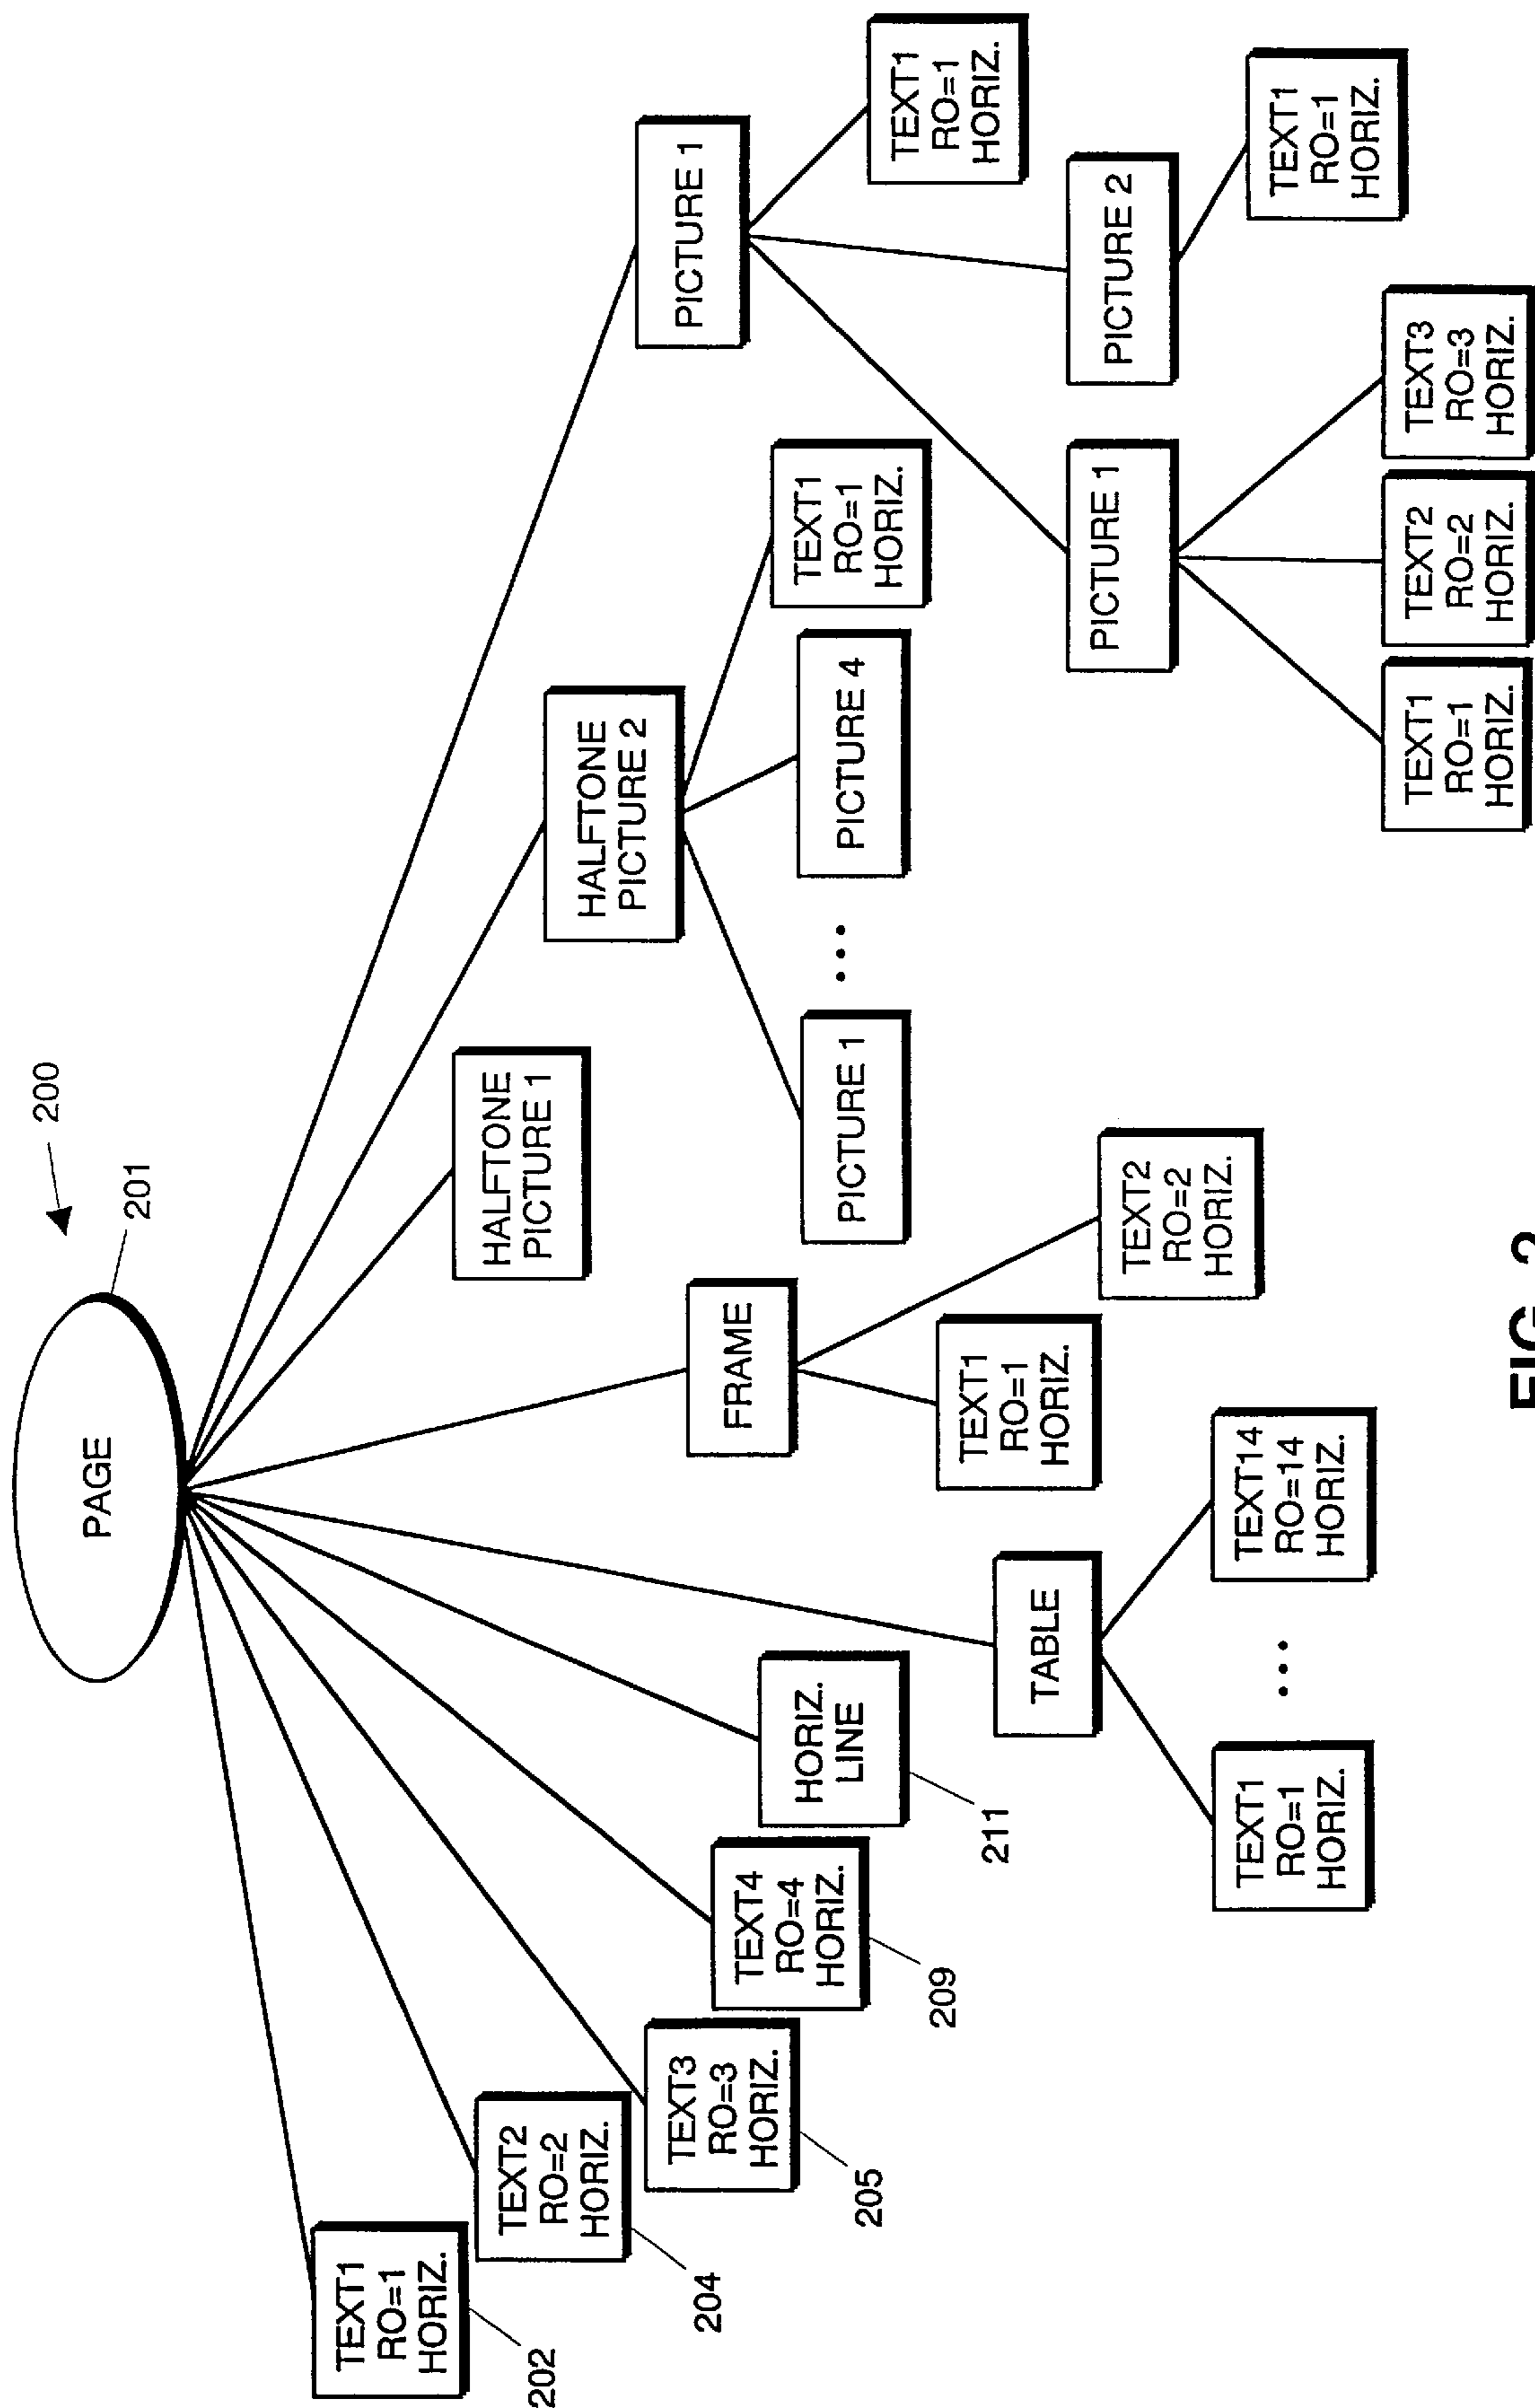 200
PAGE
201
TEXT1
RO=1
HORIZ.
202
TEXT2
RO=2
HORIZ.
204
TEXT3
RO=3
HORIZ.
205
TEXT4
RO=4
HORIZ.
209
HORIZ.
LINE
211
TABLE
TEXT1
RO=1
HORIZ.
...
TEXT14
RO=14
HORIZ.
FRAME
TEXT1
RO=1
HORIZ.
TEXT2
RO=2
HORIZ.
HALFTONE
PICTURE 1
HALFTONE
PICTURE 2
PICTURE 1
...
PICTURE 4
TEXT1
RO=1
HORIZ.
PICTURE 1
PICTURE 1
TEXT1
RO=1
HORIZ.
TEXT2
RO=2
HORIZ.
TEXT3
RO=3
HORIZ.
PICTURE 2
TEXT1
RO=1
HORIZ.
TEXT1
RO=1
HORIZ.
FIG. 2